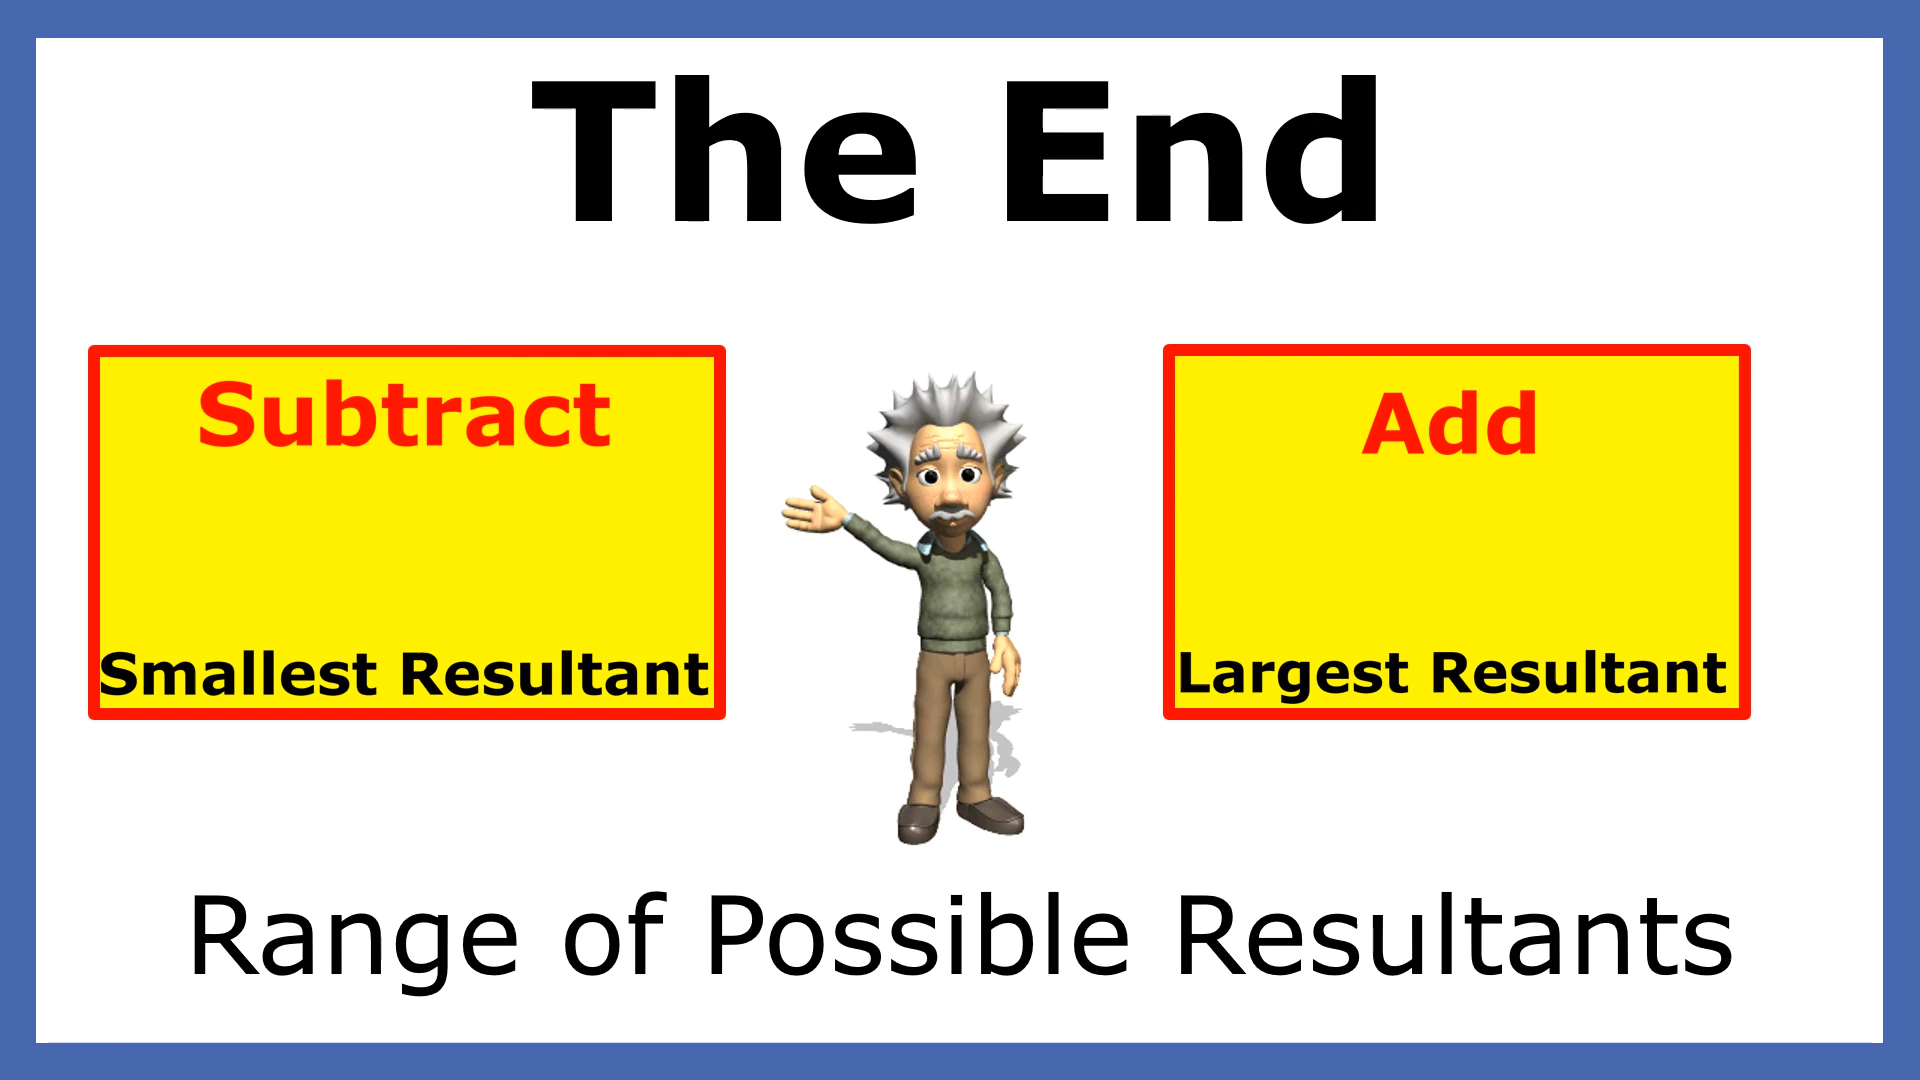 The End
Subtract
Add
Smallest Resultant
Largest Resultant
Range of Possible Resultants